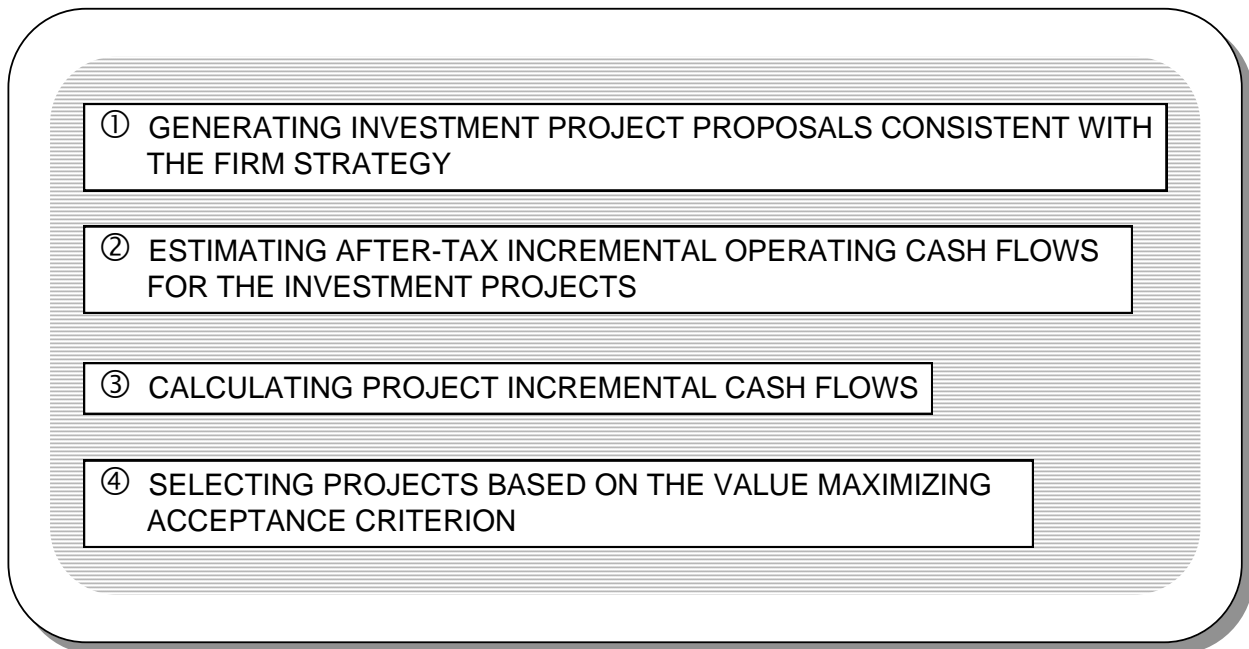 ① GENERATING INVESTMENT PROJECT PROPOSALS CONSISTENT WITH
THE FIRM STRATEGY
② ESTIMATING AFTER-TAX INCREMENTAL OPERATING CASH FLOWS
FOR THE INVESTMENT PROJECTS
③ CALCULATING PROJECT INCREMENTAL CASH FLOWS
④ SELECTING PROJECTS BASED ON THE VALUE MAXIMIZING
ACCEPTANCE CRITERION